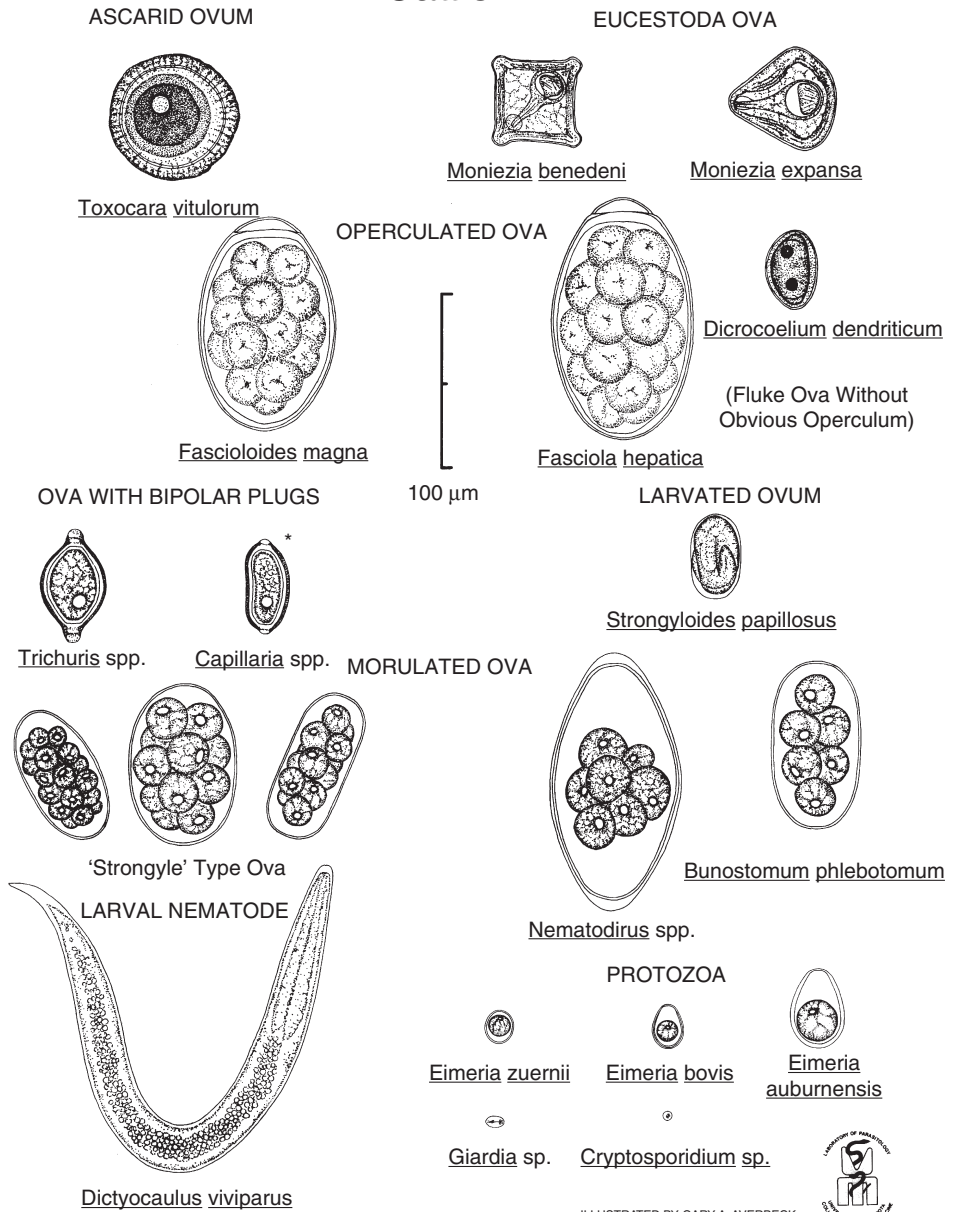 ASCARID OVUM
EUCESTODA OVA
Moniezia benedeni
Moniezia expansa
Toxocara vitulorum
OPERCULATED OVA
Dicrocoelium dendriticum
(Fluke Ova Without
Obvious Operculum)
Fascioloides magna
Fasciola hepatica
100 µm
OVA WITH BIPOLAR PLUGS
LARVATED OVUM
*
Strongyloides papillosus
Trichuris spp.
Capillaria spp.
MORULATED OVA
'Strongyle' Type Ova
Bunostomum phlebotomum
LARVAL NEMATODE
Nematodirus spp.
PROTOZOA
Eimeria zuernii
Eimeria bovis
Eimeria
auburnensis
Giardia sp.
Cryptosporidium sp.
Dictyocaulus viviparus
LABORATORY OF PARASITOLOGY